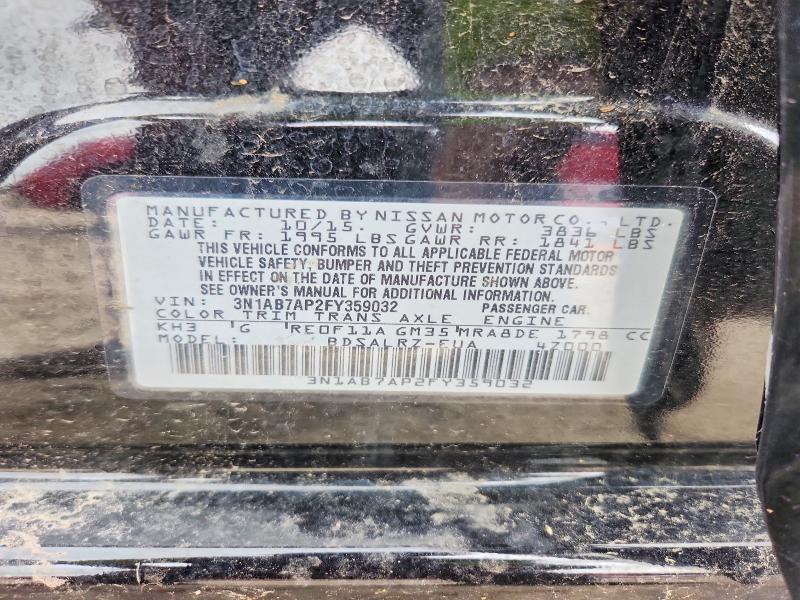 MANUFACTURED BY NISSAN MOTOR CO., LTD.
DATE: 10/15. GVWR: 3836 LBS
GAWR FR: 1995 LBS GAWR RR: 1841 LBS
THIS VEHICLE CONFORMS TO ALL APPLICABLE FEDERAL MOTOR
VEHICLE SAFETY, BUMPER AND THEFT PREVENTION STANDARDS
IN EFFECT ON THE DATE OF MANUFACTURE SHOWN ABOVE.
SEE OWNER'S MANUAL FOR ADDITIONAL INFORMATION.
VIN: 3N1AB7AP2FY359032 PASSENGER CAR.
COLOR TRIM TRANS AXLE ENGINE
KH3 'G 'RE0F11A GM35'MRA8DE 1798 CC
MODEL: BDSALRZ-EUA 47000
3N1AB7AP2FY359032